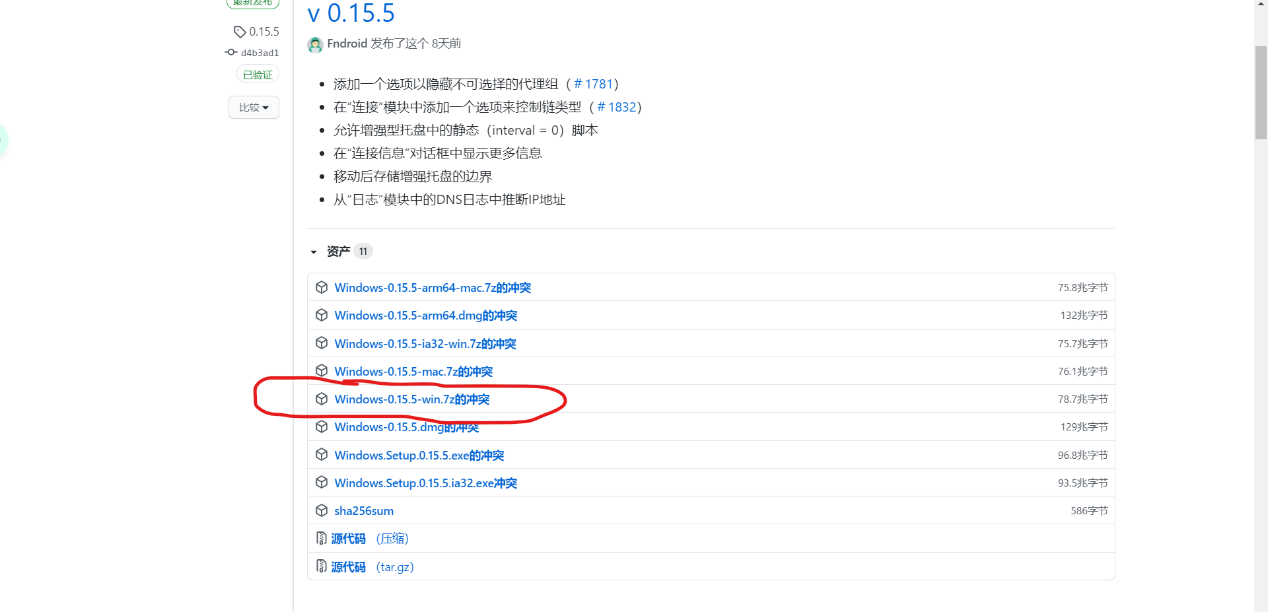 最新发布
0.15.5
d4b3ad1
已验证
比较
v 0.15.5
Fndroid 发布了这个 8天前
添加一个选项以隐藏不可选择的代理组（＃1781）
在“连接”模块中添加一个选项来控制链类型（＃1832）
允许增强型托盘中的静态（interval = 0）脚本
在“连接信息”对话框中显示更多信息
移动后存储增强托盘的边界
从“日志”模块中的DNS日志中推断IP地址
资产 11
Windows-0.15.5-arm64-mac.7z的冲突 75.8兆字节
Windows-0.15.5-arm64.dmg的冲突 132兆字节
Windows-0.15.5-ia32-win.7z的冲突 75.7兆字节
Windows-0.15.5-mac.7z的冲突 76.1兆字节
Windows-0.15.5-win.7z的冲突 78.7兆字节
Windows-0.15.5.dmg的冲突 129兆字节
Windows.Setup.0.15.5.exe的冲突 96.8兆字节
Windows.Setup.0.15.5.ia32.exe冲突 93.5兆字节
sha256sum 586字节
源代码 （压缩）
源代码 （tar.gz）